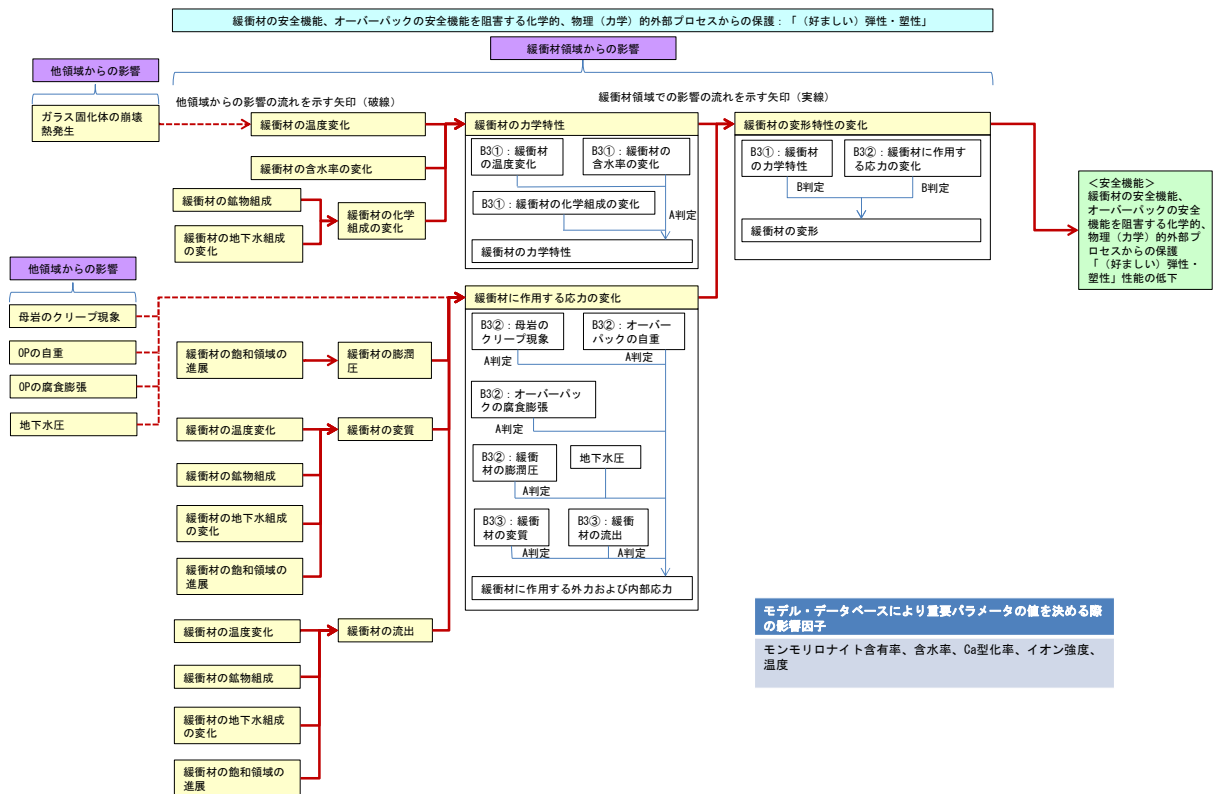 緩衝材の安全機能、オーバーパックの安全機能を阻害する化学的、物理（力学）的外部プロセスからの保護：「（好ましい）弾性・塑性」
緩衝材領域からの影響
他領域からの影響
他領域からの影響の流れを示す矢印（破線）
緩衝材領域での影響の流れを示す矢印（実線）
ガラス固化体の崩壊
熱発生
緩衝材の温度変化
緩衝材の含水率の変化
緩衝材の鉱物組成
緩衝材の地下水組成
の変化
緩衝材の化学
組成の変化
緩衝材の力学特性
B3①：緩衝材
の温度変化
B3①：緩衝材の
含水率の変化
B3①：緩衝材の化学組成の変化
A判定
緩衝材の力学特性
緩衝材の変形特性の変化
B3①：緩衝材
の力学特性
B3②：緩衝材に作用す
る応力の変化
B判定
B判定
緩衝材の変形
＜安全機能＞
緩衝材の安全機能、
オーバーパックの安全
機能を阻害する化学的、
物理（力学）的外部プ
ロセスからの保護
「（好ましい）弾性・
塑性」性能の低下
他領域からの影響
母岩のクリープ現象
OPの自重
OPの腐食膨張
地下水圧
緩衝材の飽和領域の
進展
緩衝材の膨潤
圧
緩衝材の温度変化
緩衝材の鉱物組成
緩衝材の地下水組成
の変化
緩衝材の飽和領域の
進展
緩衝材の変質
緩衝材の温度変化
緩衝材の鉱物組成
緩衝材の地下水組成
の変化
緩衝材の飽和領域の
進展
緩衝材の流出
緩衝材に作用する応力の変化
B3②：母岩の
クリープ現象
B3②：オーバー
パックの自重
A判定
A判定
B3②：オーバーパッ
クの腐食膨張
A判定
B3②：緩衝
材の膨潤圧
地下水圧
A判定
B3③：緩衝
材の変質
B3③：緩衝
材の流出
A判定
A判定
緩衝材に作用する外力および内部応力
モデル・データベースにより重要パラメータの値を決める際
の影響因子
モンモリロナイト含有率、含水率、Ca型化率、イオン強度、
温度